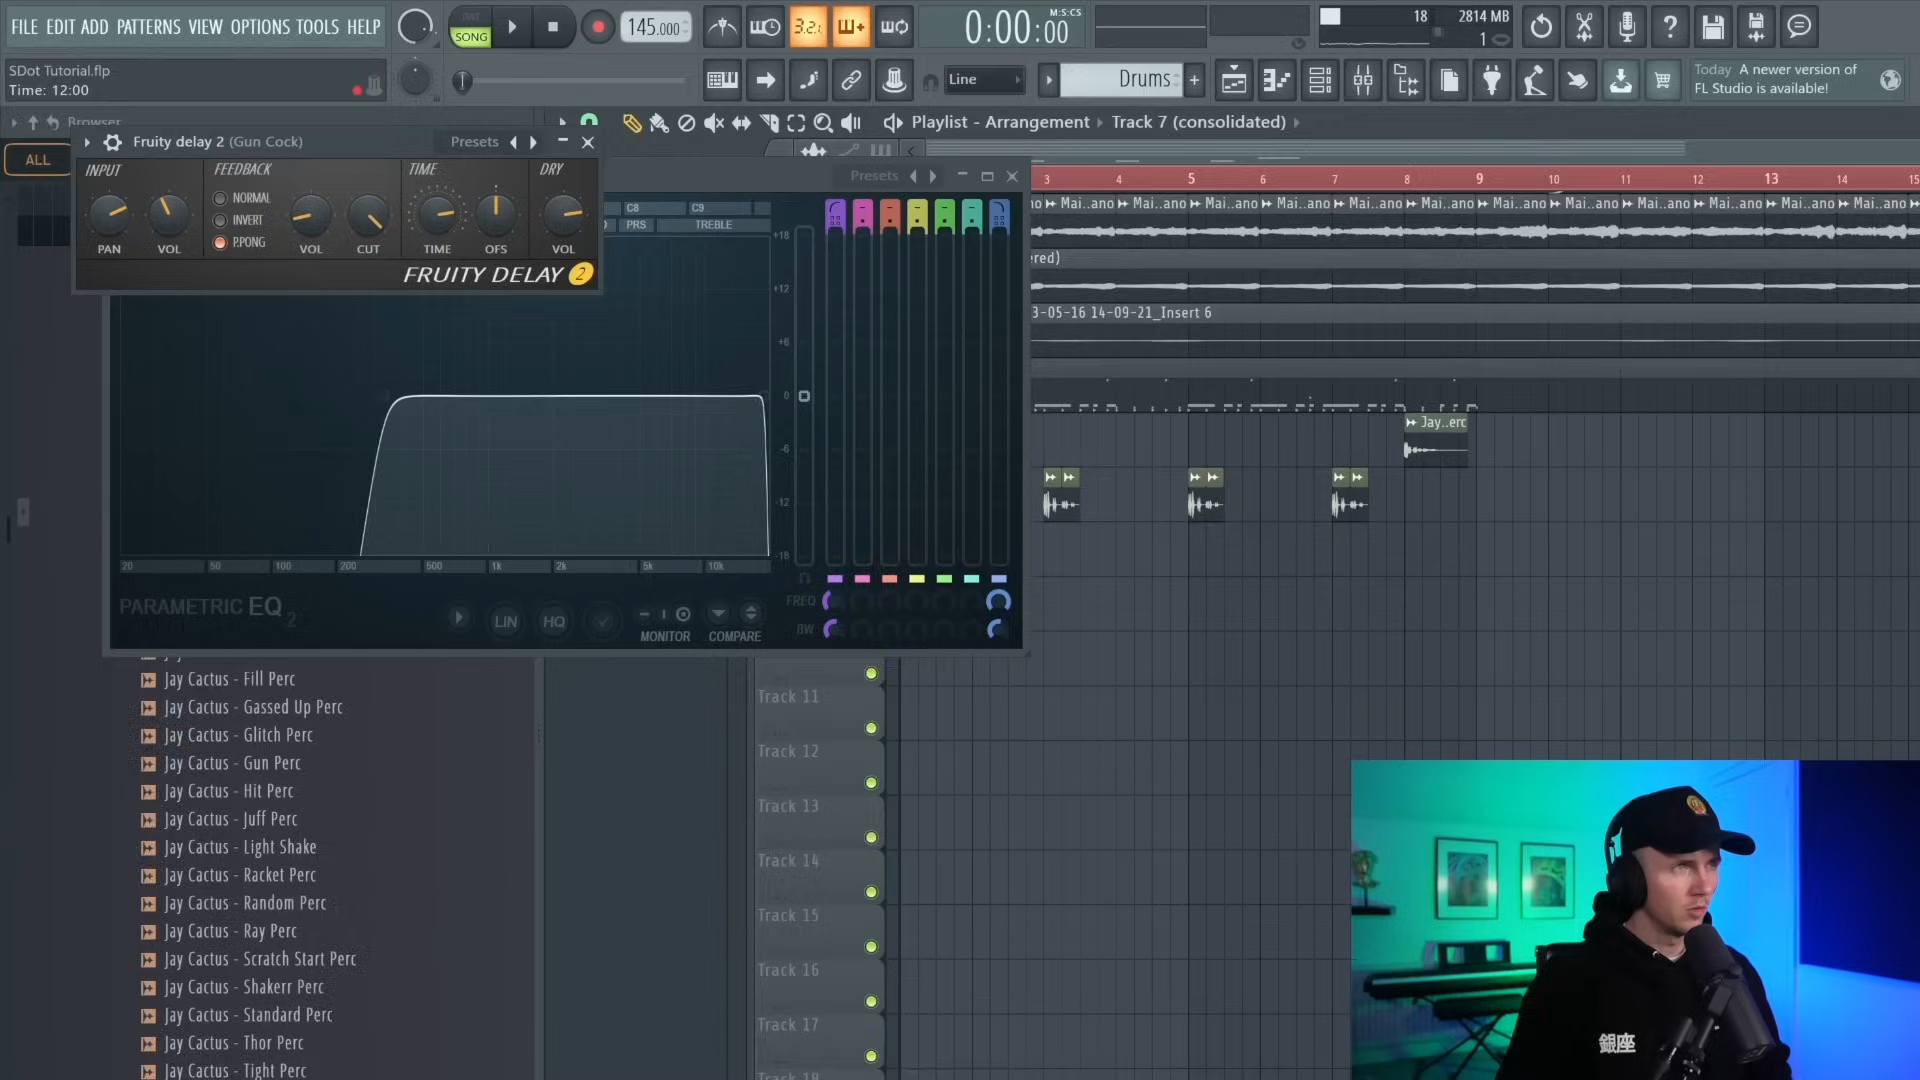 FILE EDIT ADD PATTERNS VIEW OPTIONS TOOLS HELP
SONG
145.000
3.2.
0:00:00
M:S:CS
18
2814 MB
1
SDot Tutorial.flp
Time: 12:00
Line
Drums
Today A newer version of
FL Studio is available!
Browser
Playlist - Arrangement
Track 7 (consolidated)
ALL
Fruity delay 2 (Gun Cock)
Presets
INPUT
FEEDBACK
TIME
DRY
NORMAL
INVERT
P.PONG
PAN
VOL
VOL
CUT
TIME
OFS
VOL
FRUITY DELAY 2
Presets
C8
C9
PRS
TREBLE
+18
+12
+6
0
-6
-12
-18
20
50
100
200
500
1k
2k
5k
10k
PARAMETRIC EQ 2
LIN
HQ
MONITOR
COMPARE
FREQ
BW
3 4 5 6 7 8 9 10 11 12 13 14 15
Mai..ano Mai..ano Mai..ano Mai..ano Mai..ano Mai..ano Mai..ano Mai..ano Mai..ano Mai..ano Mai..ano Mai..ano
ered)
3-05-16 14-09-21_Insert 6
Jay..erc
Jay Cactus - Fill Perc
Jay Cactus - Gassed Up Perc
Jay Cactus - Glitch Perc
Jay Cactus - Gun Perc
Jay Cactus - Hit Perc
Jay Cactus - Juff Perc
Jay Cactus - Light Shake
Jay Cactus - Racket Perc
Jay Cactus - Random Perc
Jay Cactus - Ray Perc
Jay Cactus - Scratch Start Perc
Jay Cactus - Shakerr Perc
Jay Cactus - Standard Perc
Jay Cactus - Thor Perc
Jay Cactus - Tight Perc
Track 11
Track 12
Track 13
Track 14
Track 15
Track 16
Track 17
Track 18
銀座